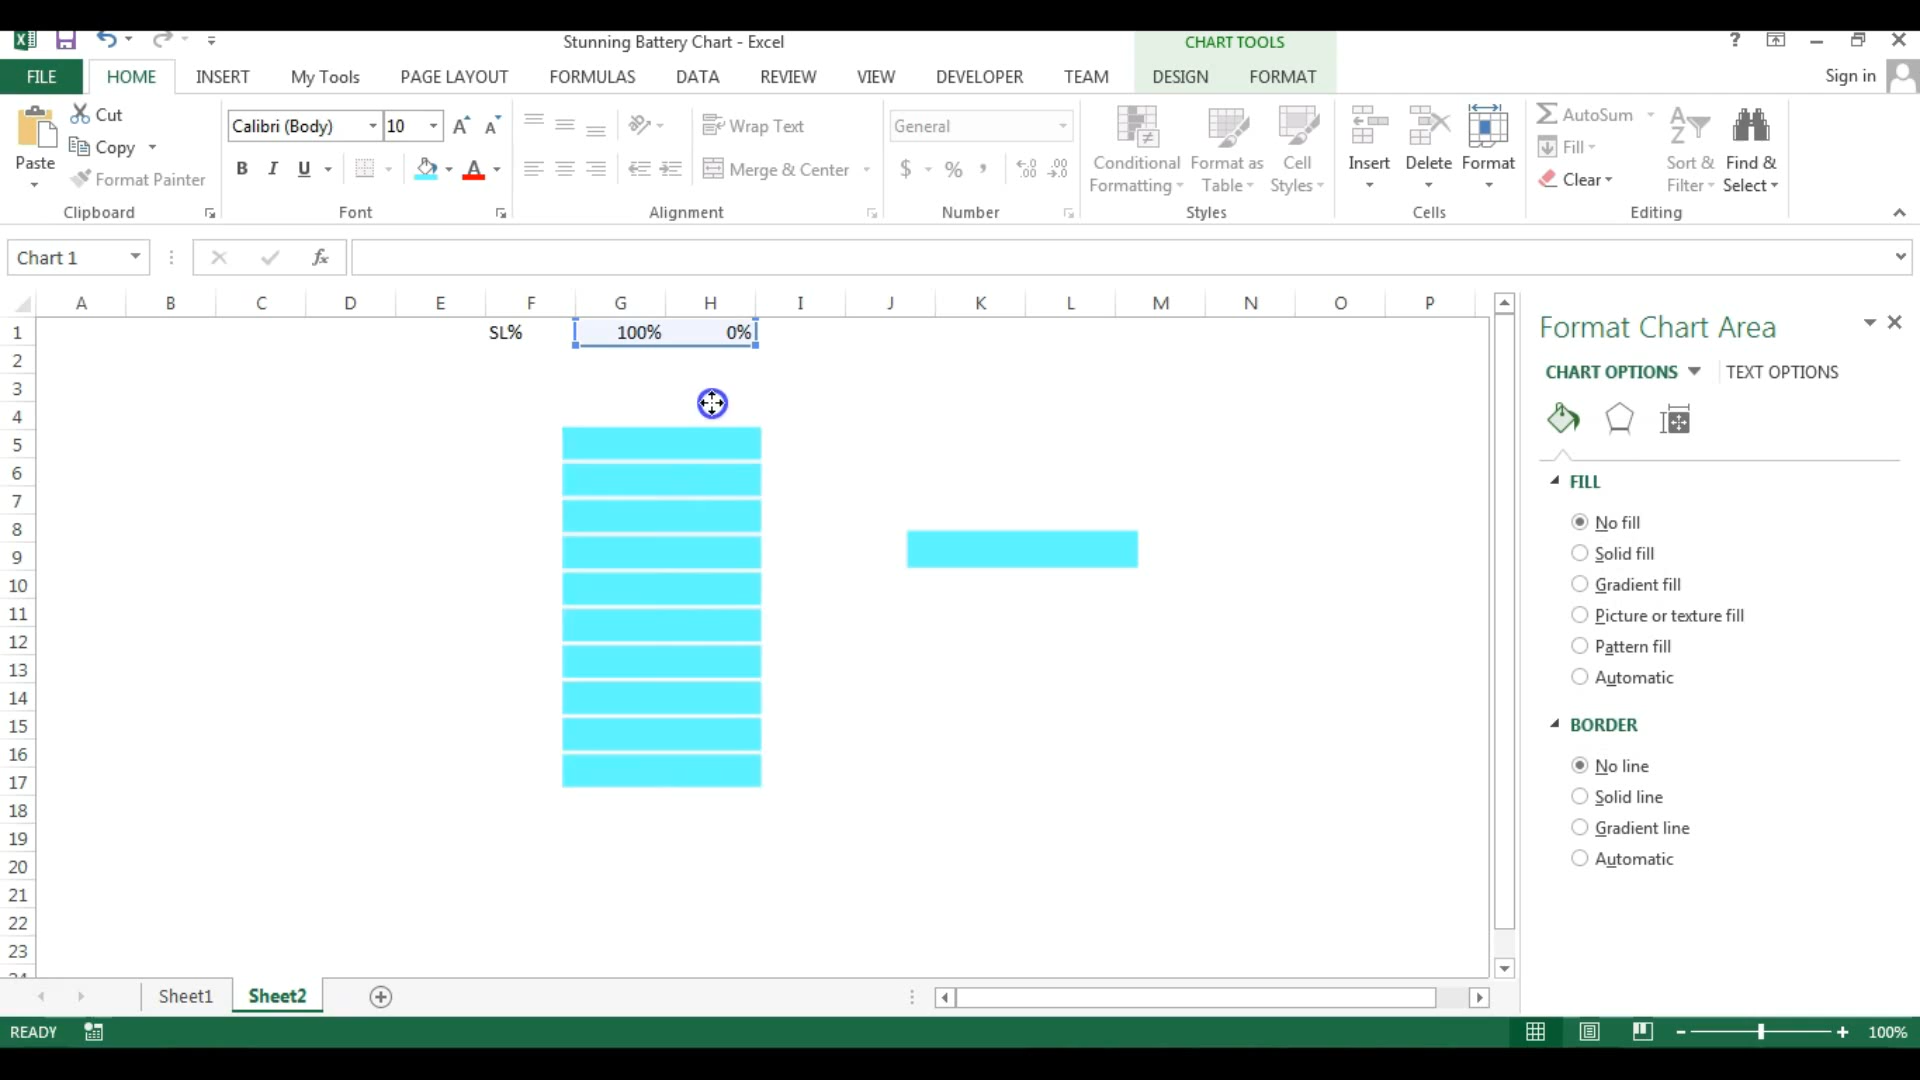 Stunning Battery Chart - Excel
CHART TOOLS
?
FILE HOME INSERT My Tools PAGE LAYOUT FORMULAS DATA REVIEW VIEW DEVELOPER TEAM DESIGN FORMAT Sign in
Paste
Cut
Copy
Format Painter
Clipboard
Calibri (Body) 10
B I U A
Font
Wrap Text
Merge & Center
Alignment
General
$ % ,
Number
Conditional Formatting
Format as Table
Cell Styles
Styles
Insert Delete Format
Cells
AutoSum
Fill
Clear
Sort & Filter
Find & Select
Editing
Chart 1
fx
A B C D E F G H I J K L M N O P
1 SL% 100% 0%
2
3
4
5
6
7
8
9
10
11
12
13
14
15
16
17
18
19
20
21
22
23
24
Format Chart Area
CHART OPTIONS TEXT OPTIONS
FILL
No fill
Solid fill
Gradient fill
Picture or texture fill
Pattern fill
Automatic
BORDER
No line
Solid line
Gradient line
Automatic
Sheet1 Sheet2
READY
100%